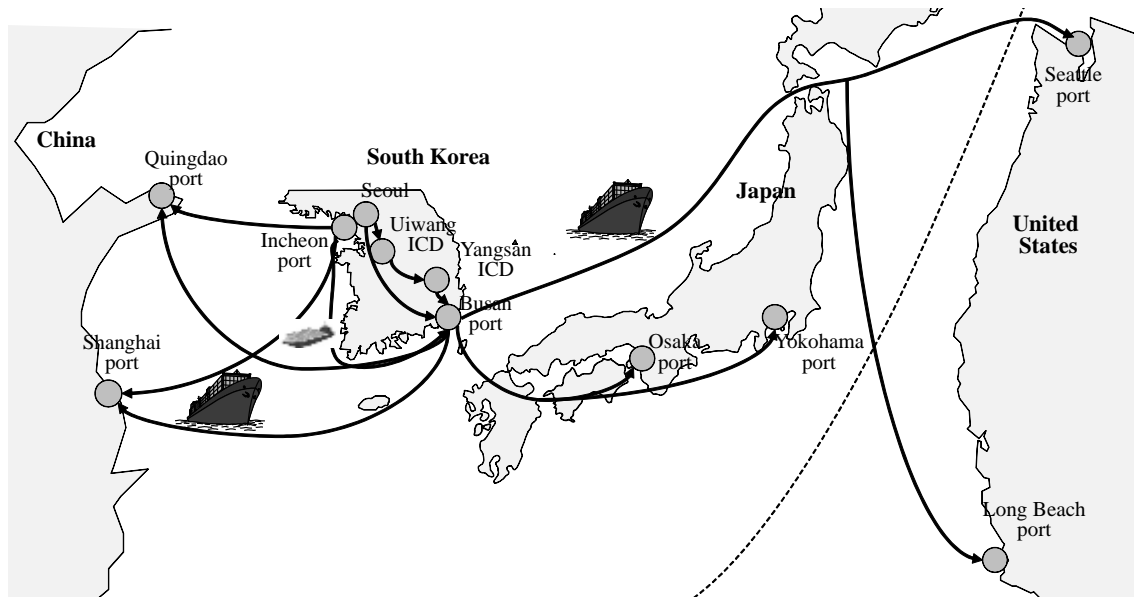 China
Quingdao
port
South Korea
Seoul
Incheon
port
Uiwang
ICD
Yangsan
ICD
Busan
port
Shanghai
port
Japan
Osaka
port
Yokohama
port
Seattle
port
United
States
Long Beach
port